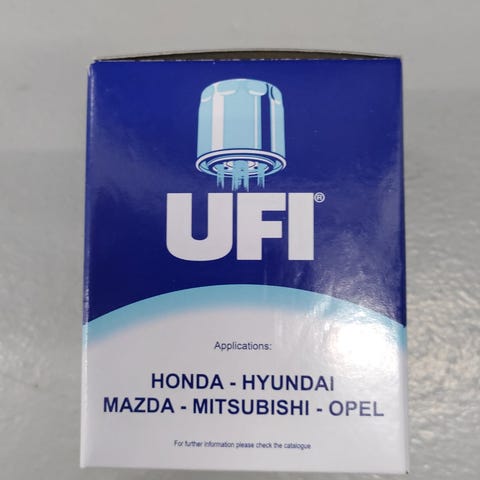 UFI®
Applications:
HONDA - HYUNDAI
MAZDA - MITSUBISHI - OPEL
For further information please check the catalogue